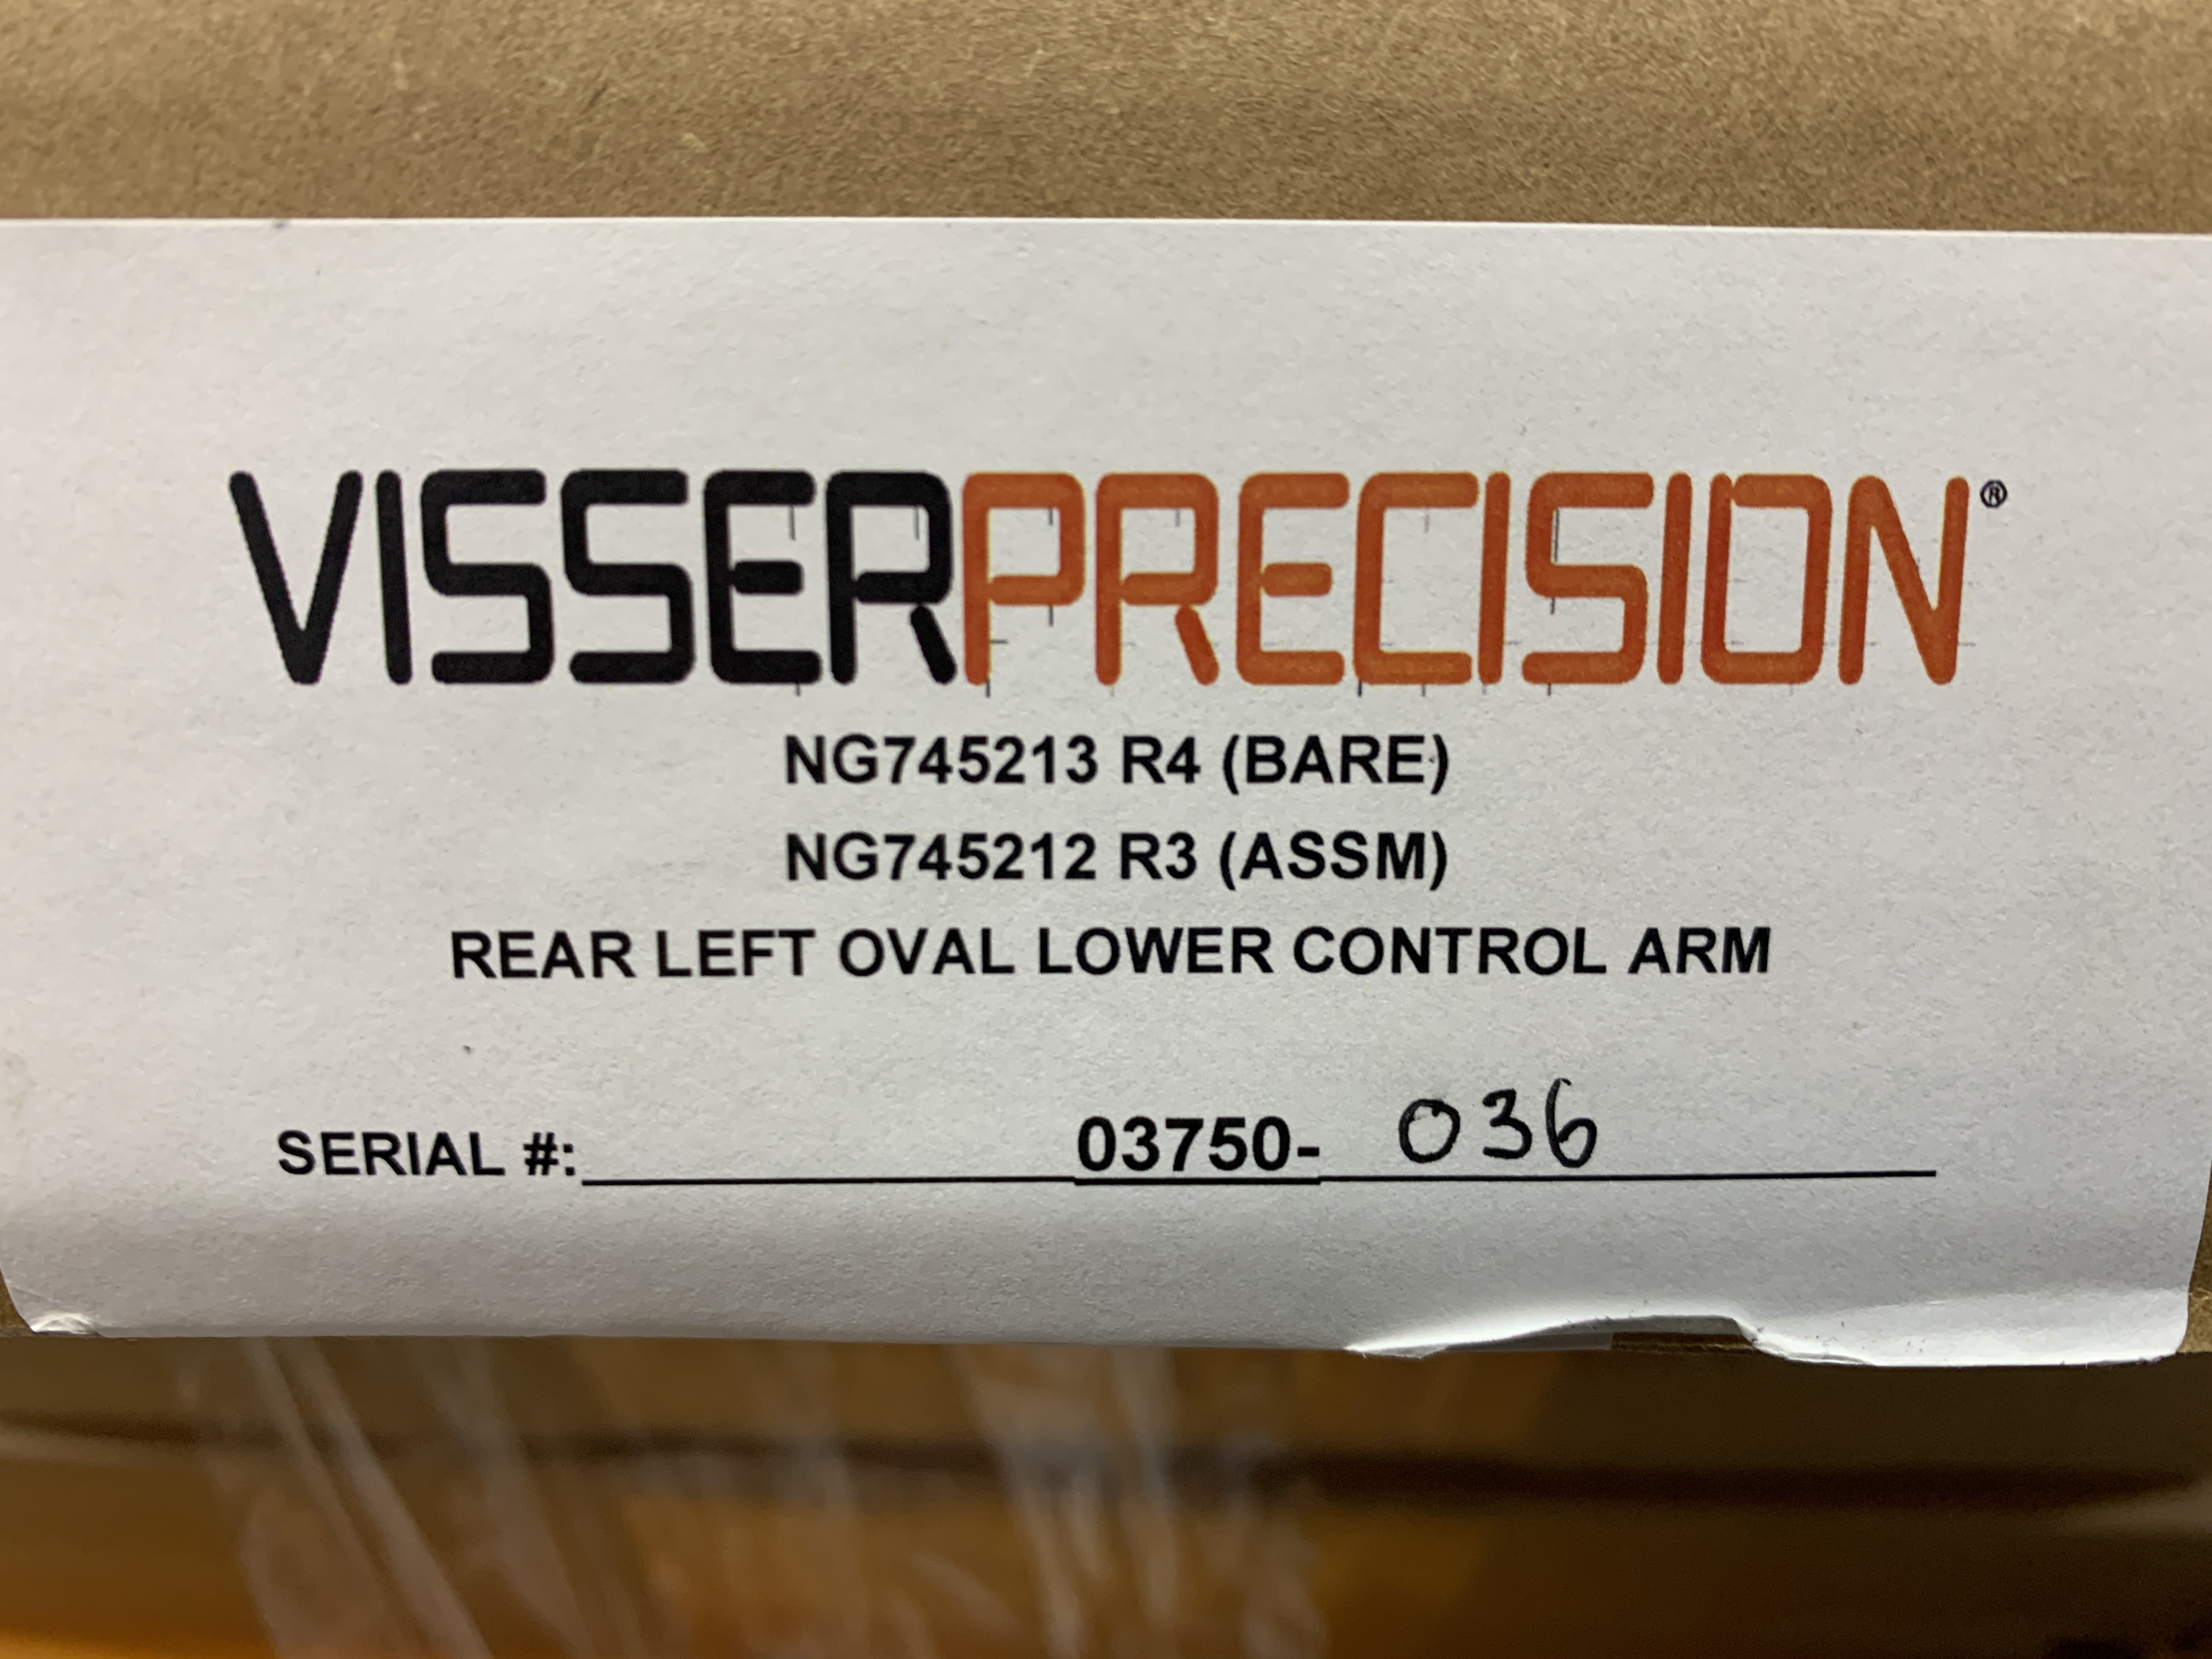 VISSERPRECISION®
NG745213 R4 (BARE)
NG745212 R3 (ASSM)
REAR LEFT OVAL LOWER CONTROL ARM
SERIAL #: 03750- 036